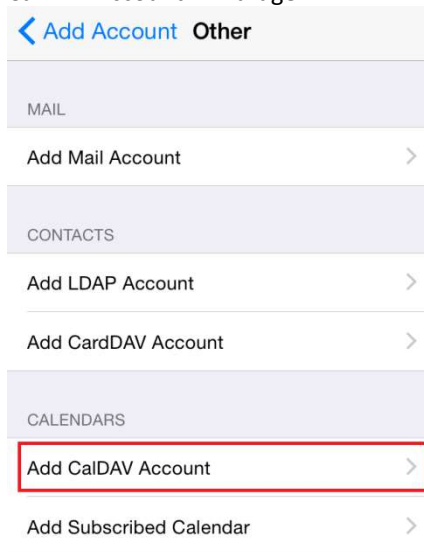 Add Account Other
MAIL
Add Mail Account
CONTACTS
Add LDAP Account
Add CardDAV Account
CALENDARS
Add CalDAV Account
Add Subscribed Calendar